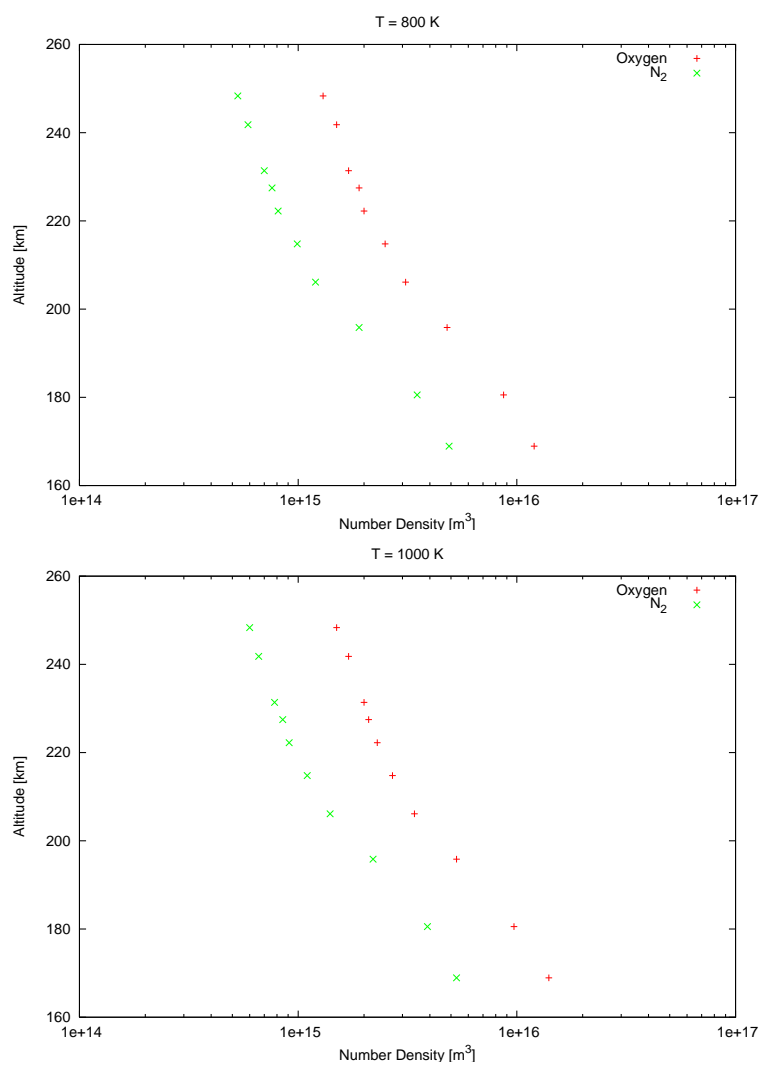 T = 800 K
260
240
220
200
180
160
Altitude [km]
Oxygen
N2
1e+14
1e+15
1e+16
1e+17
Number Density [m3]
T = 1000 K
260
240
220
200
180
160
Altitude [km]
Oxygen
N2
1e+14
1e+15
1e+16
1e+17
Number Density [m3]